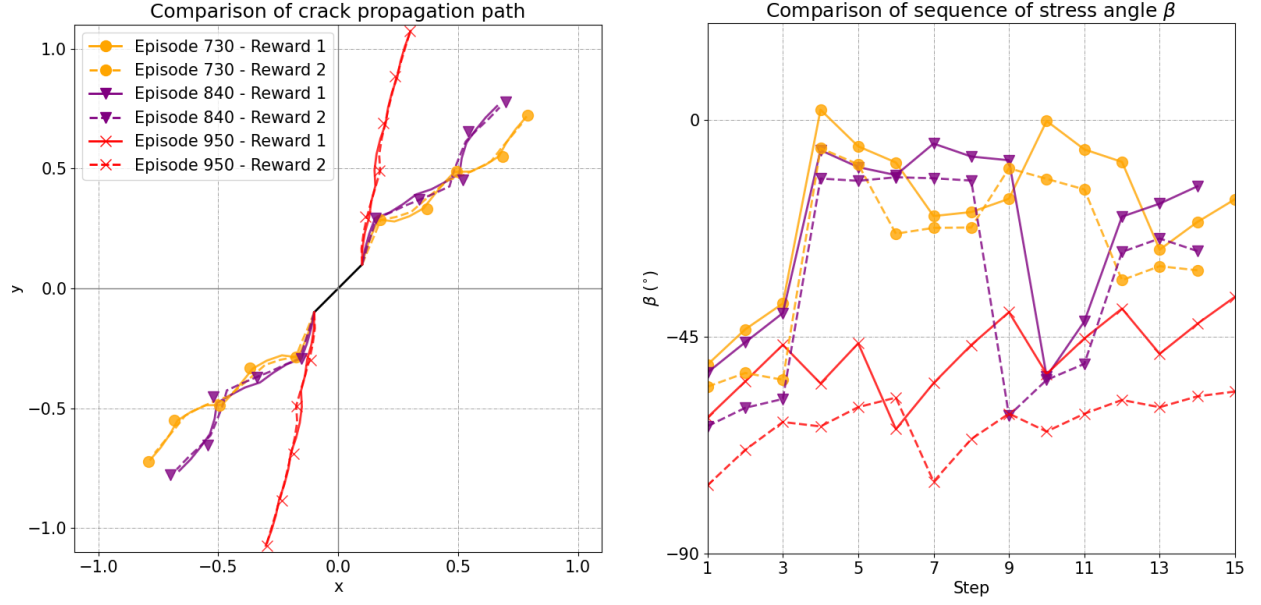 Comparison of crack propagation path
Comparison of sequence of stress angle β
Episode 730 - Reward 1
Episode 730 - Reward 2
Episode 840 - Reward 1
Episode 840 - Reward 2
Episode 950 - Reward 1
Episode 950 - Reward 2
1.0
0.5
0.0
−0.5
−1.0
y
−1.0 −0.5 0.0 0.5 1.0
x
0
−45
−90
β (°)
1 3 5 7 9 11 13 15
Step